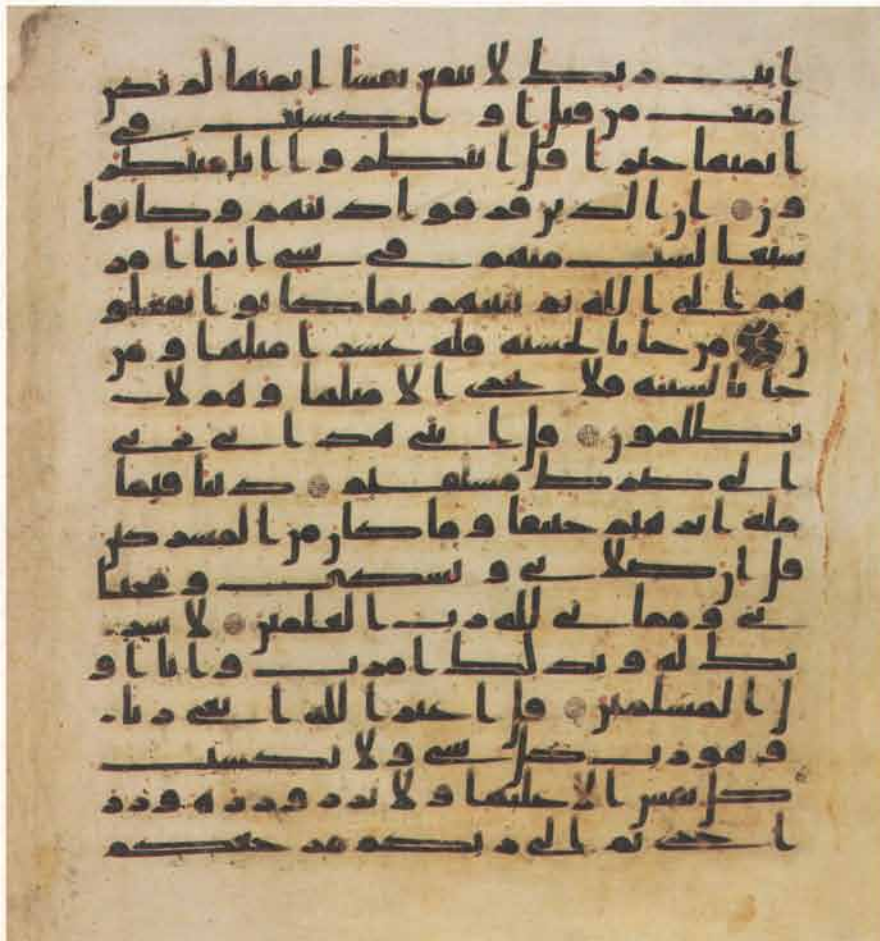 ايت ربك لا ينفع نفسا ايمنها لم تكن
امنت من قبل او كسبت في
ايمنها خيرا قل انتظروا انا منتظر
ون ان الذين فرقوا دينهم وكانوا
شيعا لست منهم في شي انما امر
هم الى الله ثم ينبئهم بما كانوا يفعلو
ن من جا بالحسنة فله عشر امثلها ومن
جا بالسيئة فلا يجزى الا مثلها وهم لا
يظلمون قل انني هديني ربي
الى صرط مستقيم دينا قيما
ملة ابرهيم حنيفا وما كان من المشركين
قل ان صلاتي ونسكي ومحيا
ي ومماتي لله رب العلمين لا شر
يك له وبذلك امرت وانا او
ل المسلمين قل اغير الله ابغي ربا
وهو رب كل شي ولا تكسب
كل نفس الا عليها ولا تزر وزرة وزر
اخرى ثم الى ربكم مرجعكم